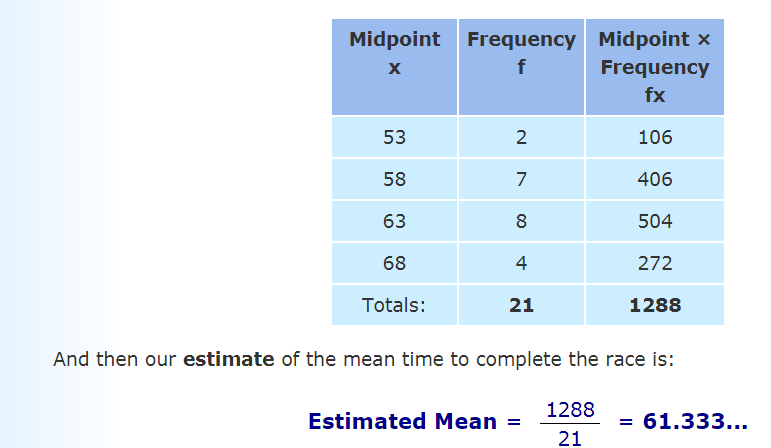 Midpoint Frequency Midpoint ×
x f Frequency
fx
53 2 106
58 7 406
63 8 504
68 4 272
Totals: 21 1288
And then our estimate of the mean time to complete the race is:
Estimated Mean = 1288 / 21 = 61.333...